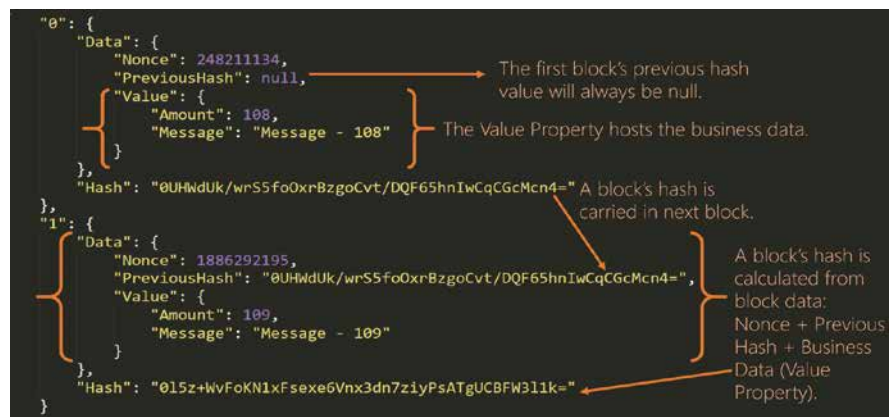 "0": {
"Data": {
"Nonce": 248211134,
"PreviousHash": null,
The first block's previous hash
value will always be null.
"Value": {
"Amount": 108,
"Message": "Message - 108"
The Value Property hosts the business data.
}
},
"Hash": "0UHWdUk/wrS5foOxrBzgoCvt/DQF65hnIwCqCGcMcn4="
A block's hash is
carried in next block.
},
"1": {
"Data": {
"Nonce": 1886292195,
"PreviousHash": "0UHWdUk/wrS5foOxrBzgoCvt/DQF65hnIwCqCGcMcn4=",
"Value": {
"Amount": 109,
"Message": "Message - 109"
}
},
"Hash": "0l5z+WvFoKN1xFsexe6Vnx3dn7ziyPsATgUCBFW3l1k="
}
A block's hash is
calculated from
block data:
Nonce + Previous
Hash + Business
Data (Value
Property).